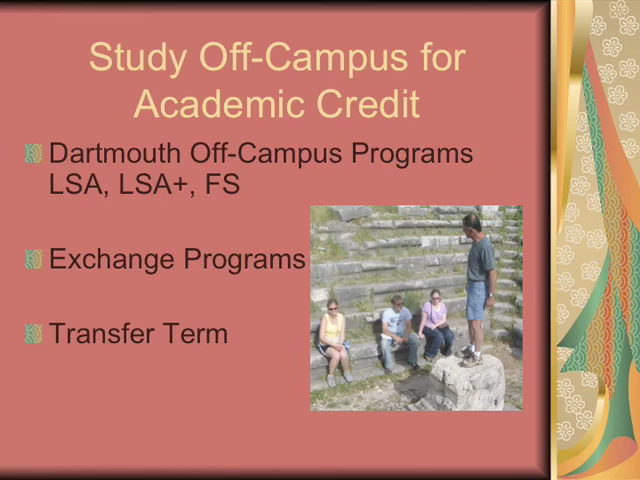 Study Off-Campus for
Academic Credit
Dartmouth Off-Campus Programs
LSA, LSA+, FS
Exchange Programs
Transfer Term